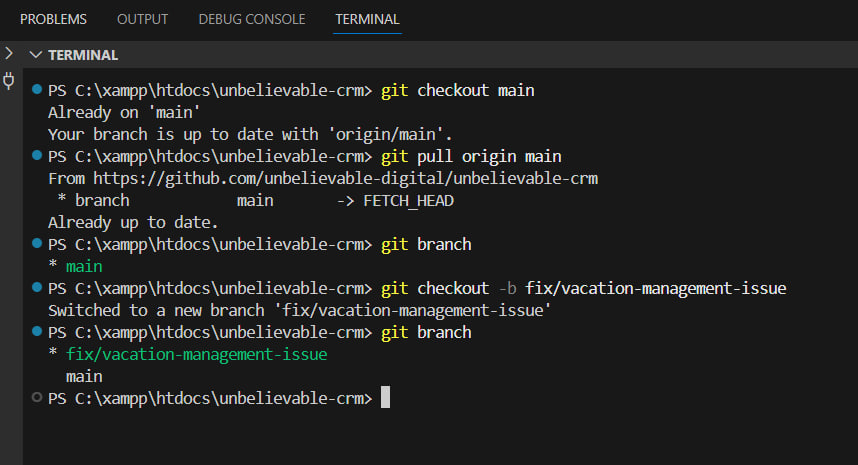 PROBLEMS OUTPUT DEBUG CONSOLE TERMINAL
TERMINAL
PS C:\xampp\htdocs\unbelievable-crm> git checkout main
Already on 'main'
Your branch is up to date with 'origin/main'.
PS C:\xampp\htdocs\unbelievable-crm> git pull origin main
From https://github.com/unbelievable-digital/unbelievable-crm
 * branch            main       -> FETCH_HEAD
Already up to date.
PS C:\xampp\htdocs\unbelievable-crm> git branch
* main
PS C:\xampp\htdocs\unbelievable-crm> git checkout -b fix/vacation-management-issue
Switched to a new branch 'fix/vacation-management-issue'
PS C:\xampp\htdocs\unbelievable-crm> git branch
* fix/vacation-management-issue
  main
PS C:\xampp\htdocs\unbelievable-crm>